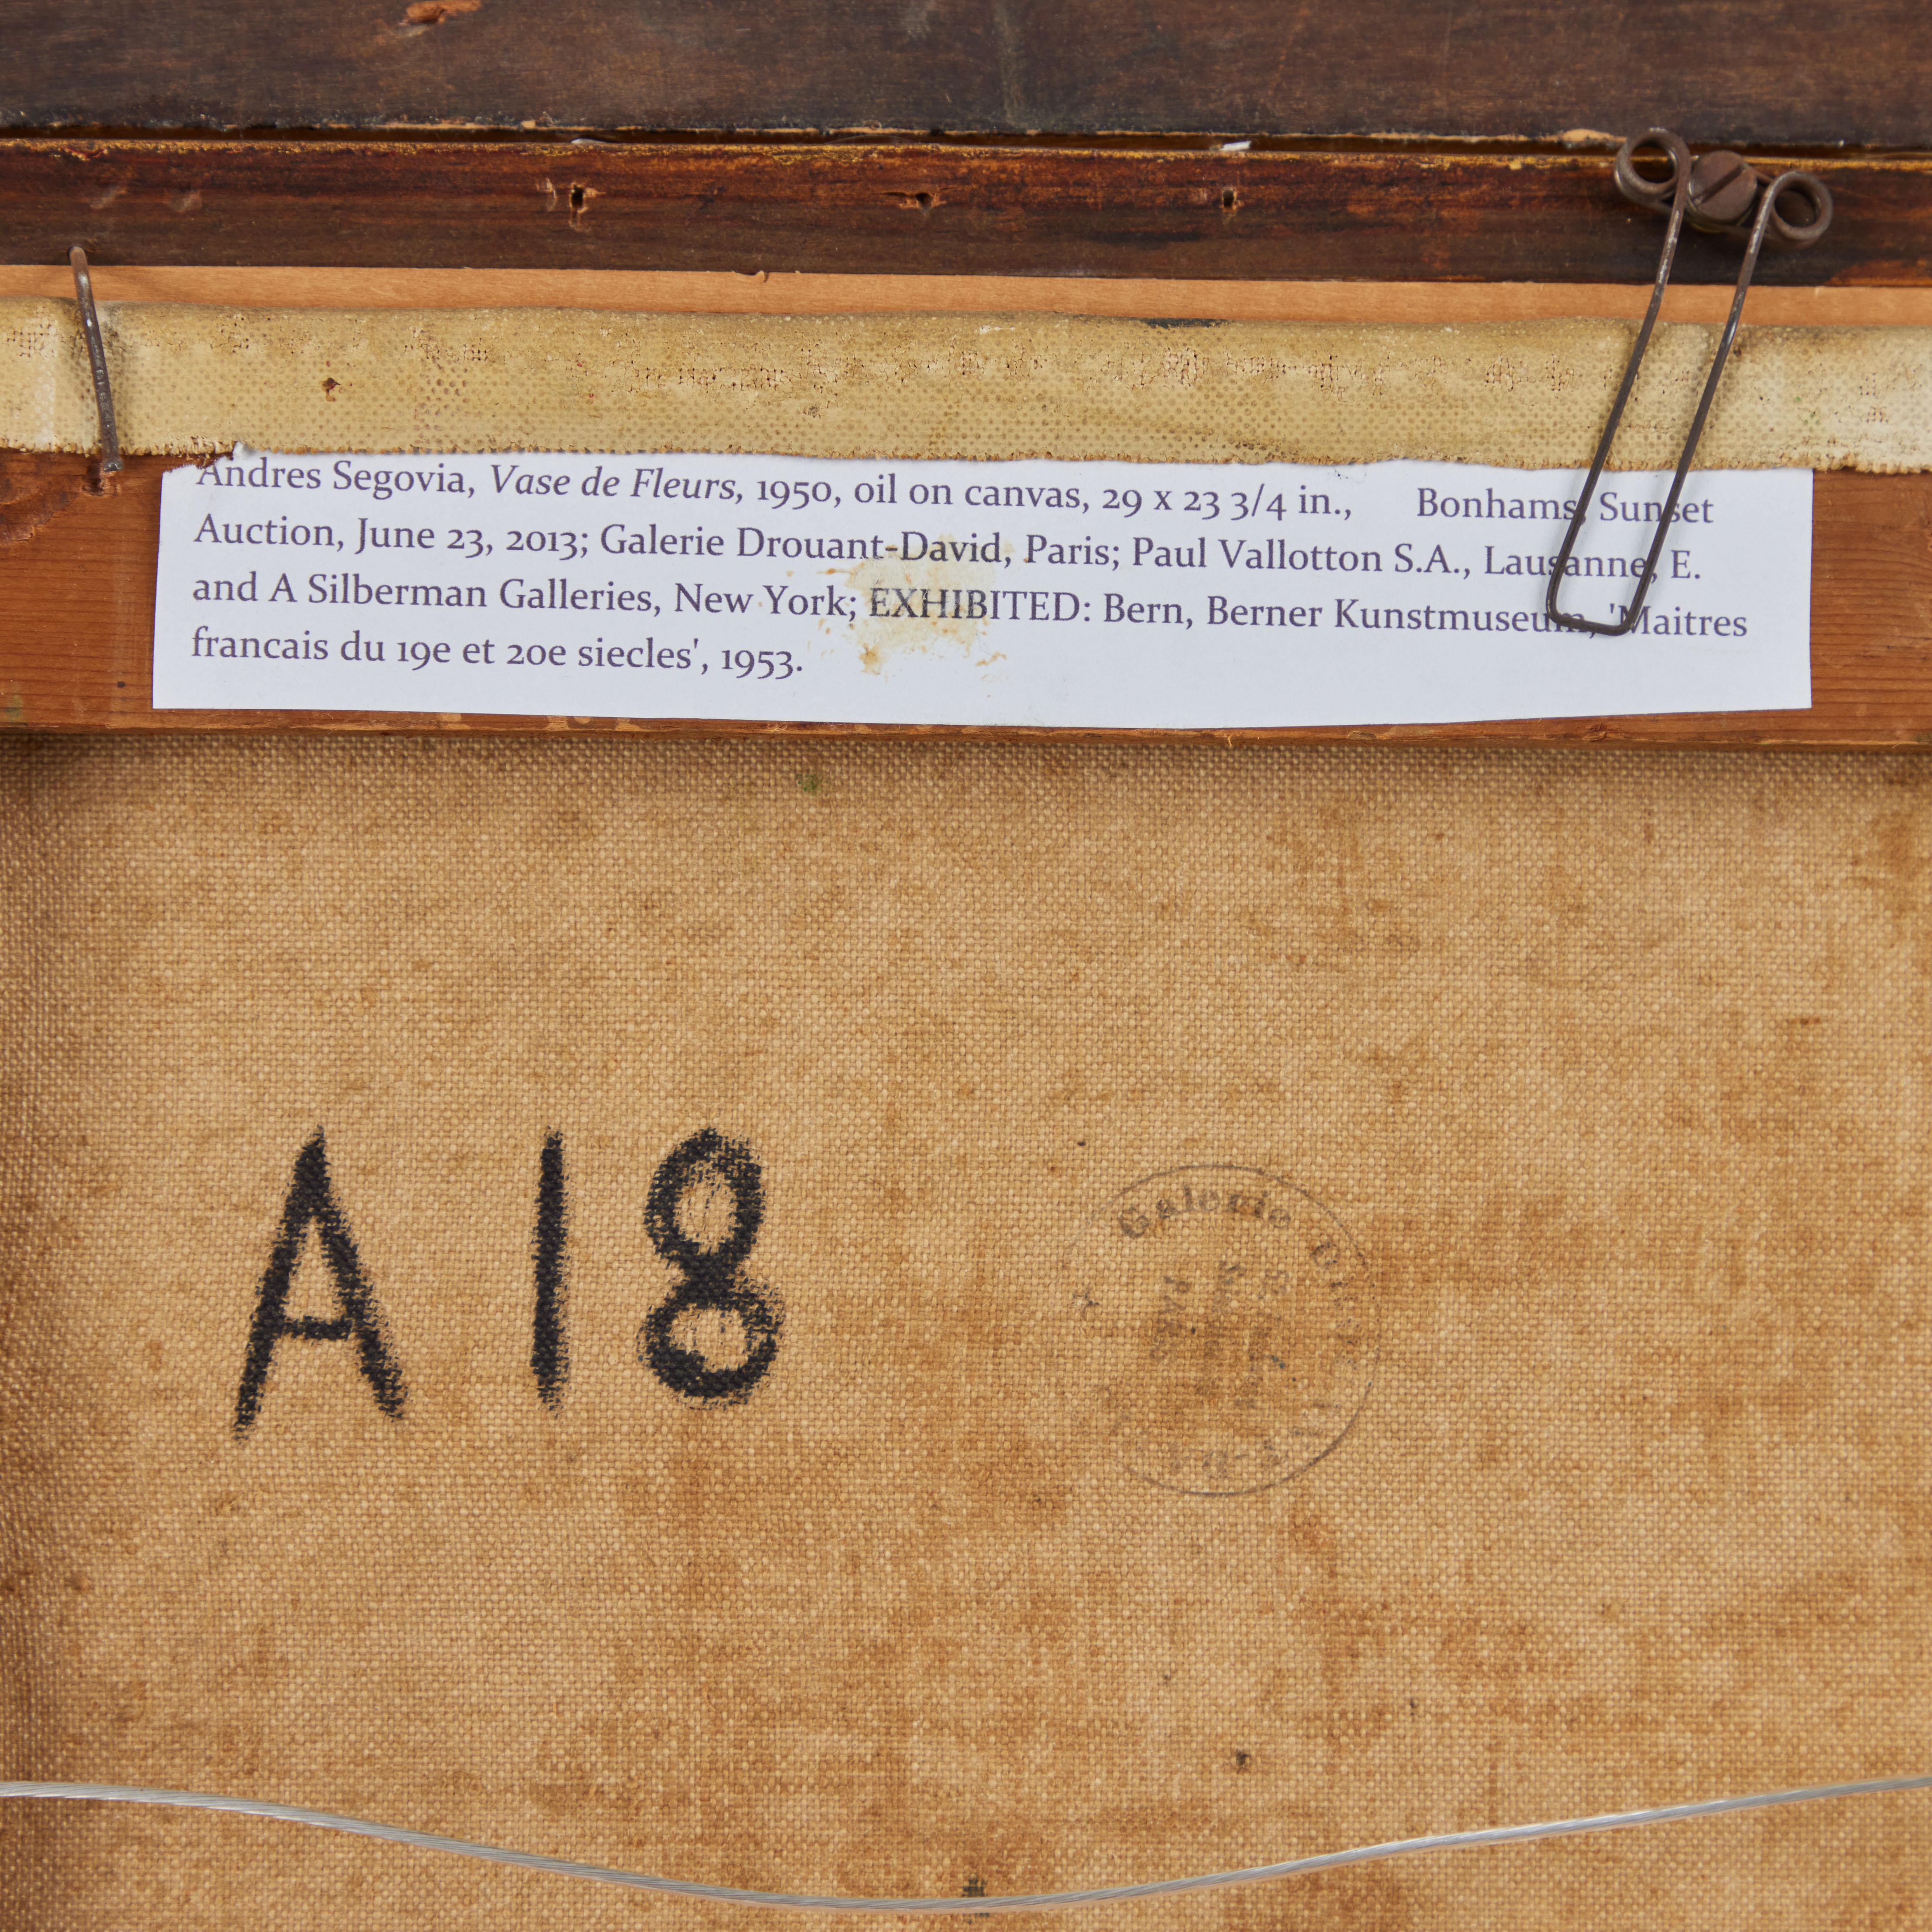 Andres Segovia, Vase de Fleurs, 1950, oil on canvas, 29 x 23 3/4 in., Bonhams, Sunset
Auction, June 23, 2013; Galerie Drouant-David, Paris; Paul Vallotton S.A., Lausanne, E.
and A Silberman Galleries, New York; EXHIBITED: Bern, Berner Kunstmuseum, 'Maitres
francais du 19e et 20e siecles', 1953.
A 18
Galerie